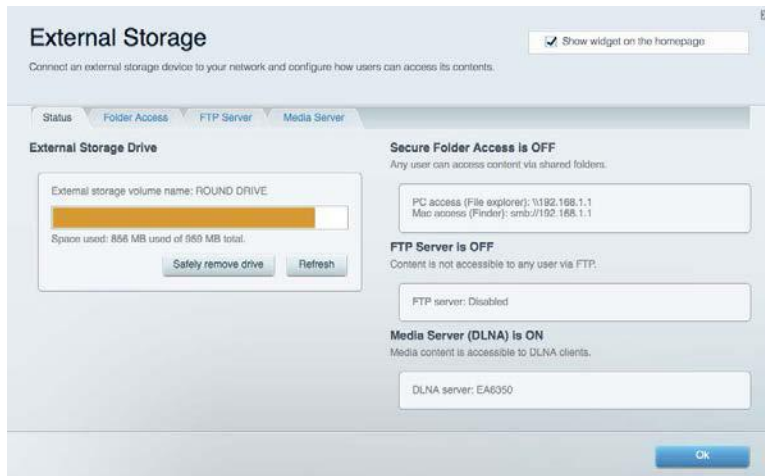 External Storage
Show widget on the homepage
Connect an external storage device to your network and configure how users can access its contents.
Status
Folder Access
FTP Server
Media Server
External Storage Drive
External storage volume name: ROUND DRIVE
Space used: 856 MB used of 959 MB total.
Safely remove drive
Refresh
Secure Folder Access is OFF
Any user can access content via shared folders.
PC access (File explorer): \\192.168.1.1
Mac access (Finder): smb://192.168.1.1
FTP Server is OFF
Content is not accessible to any user via FTP.
FTP server: Disabled
Media Server (DLNA) is ON
Media content is accessible to DLNA clients.
DLNA server: EA6350
Ok